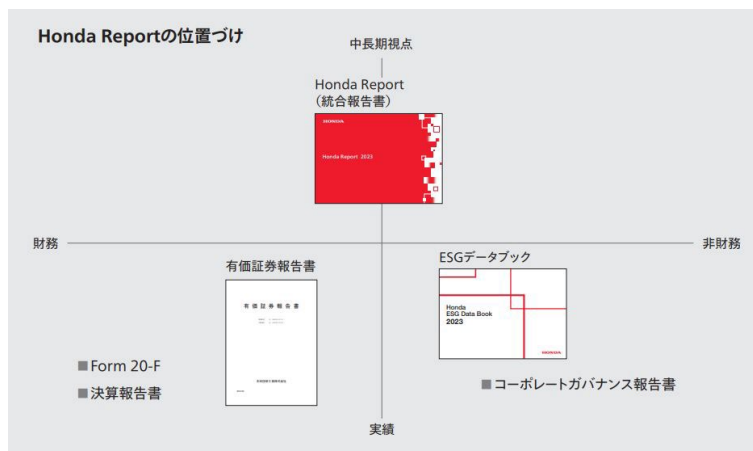 Honda Reportの位置づけ
中長期視点
Honda Report
（統合報告書）
HONDA
Honda Report 2023
財務
非財務
有価証券報告書
有価証券報告書
ESGデータブック
Honda
ESG Data Book
2023
HONDA
■Form 20-F
■決算報告書
■コーポレートガバナンス報告書
実績